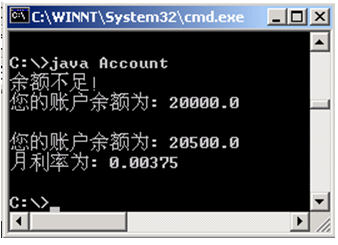 C:\WINNT\System32\cmd.exe
C:\>java Account
余额不足!
您的账户余额为: 20000.0
您的账户余额为: 20500.0
月利率为: 0.00375
C:\>